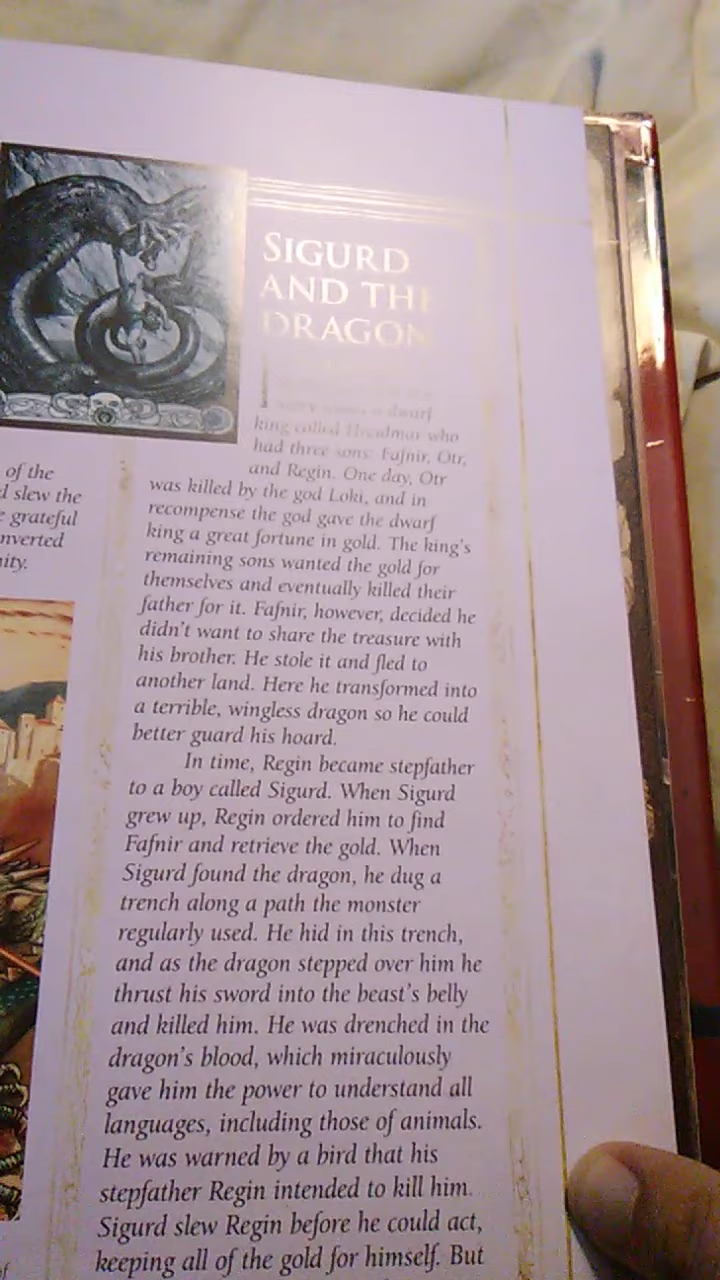 of the
slew the
grateful
nverted
SIGURD
AND THE
DRAGON
dwarf
king called Hreidmar who
had three sons: Fafnir, Otr,
and Regin. One day, Otr
was killed by the god Loki, and in
recompense the god gave the dwarf
king a great fortune in gold. The king's
remaining sons wanted the gold for
themselves and eventually killed their
father for it. Fafnir, however, decided he
didn't want to share the treasure with
his brother. He stole it and fled to
another land. Here he transformed into
a terrible, wingless dragon so he could
better guard his hoard.
In time, Regin became stepfather
to a boy called Sigurd. When Sigurd
grew up, Regin ordered him to find
Fafnir and retrieve the gold. When
Sigurd found the dragon, he dug a
trench along a path the monster
regularly used. He hid in this trench,
and as the dragon stepped over him he
thrust his sword into the beast's belly
and killed him. He was drenched in the
dragon's blood, which miraculously
gave him the power to understand all
languages, including those of animals.
He was warned by a bird that his
stepfather Regin intended to kill him.
Sigurd slew Regin before he could act,
keeping all of the gold for himself. But